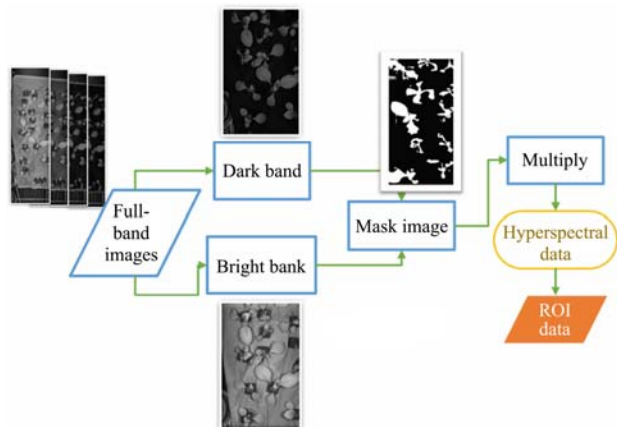 Dark band
Full-
band
images
Bright bank
Mask image
Multiply
Hyperspectral
data
ROI
data